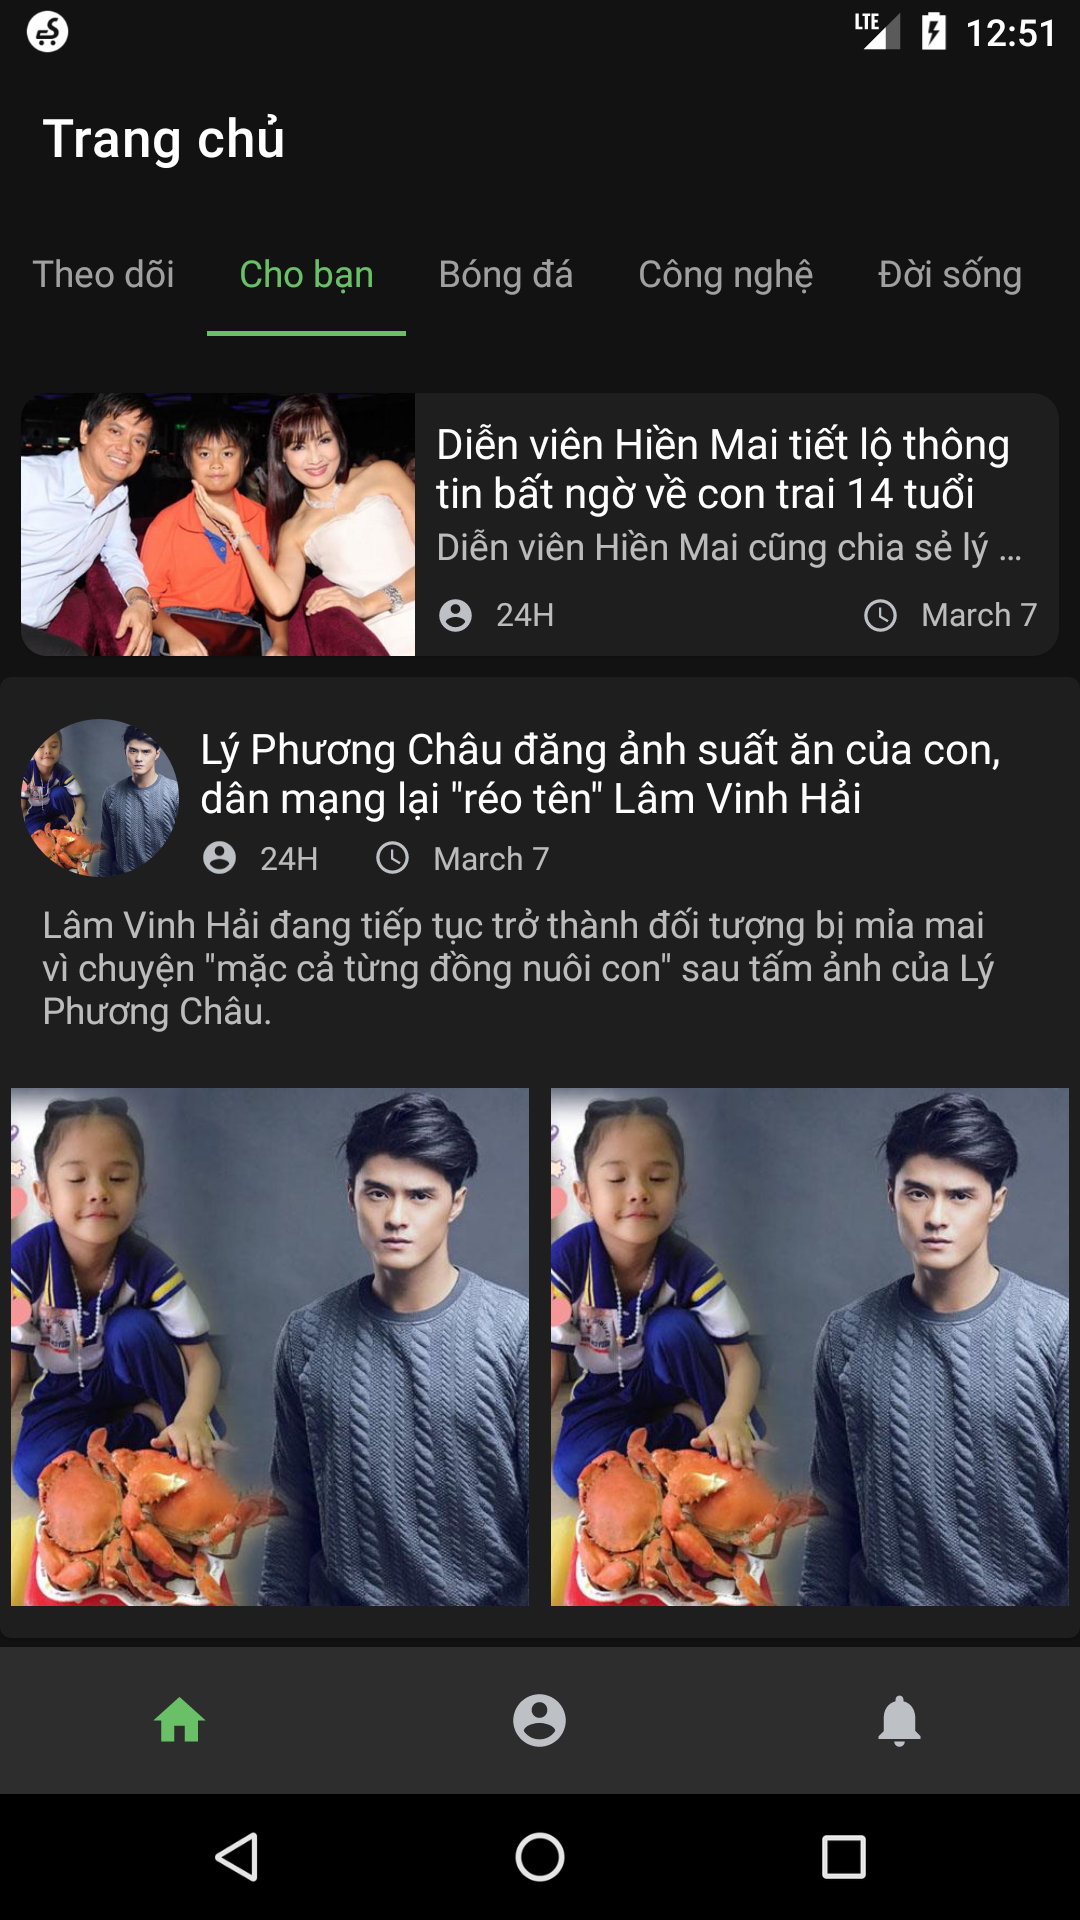 LTE 12:51
Trang chủ
Theo dõi Cho bạn Bóng đá Công nghệ Đời sống
Diễn viên Hiền Mai tiết lộ thông
tin bất ngờ về con trai 14 tuổi
Diễn viên Hiền Mai cũng chia sẻ lý ...
24H March 7
Lý Phương Châu đăng ảnh suất ăn của con,
dân mạng lại "réo tên" Lâm Vinh Hải
24H March 7
Lâm Vinh Hải đang tiếp tục trở thành đối tượng bị mỉa mai
vì chuyện "mặc cả từng đồng nuôi con" sau tấm ảnh của Lý
Phương Châu.